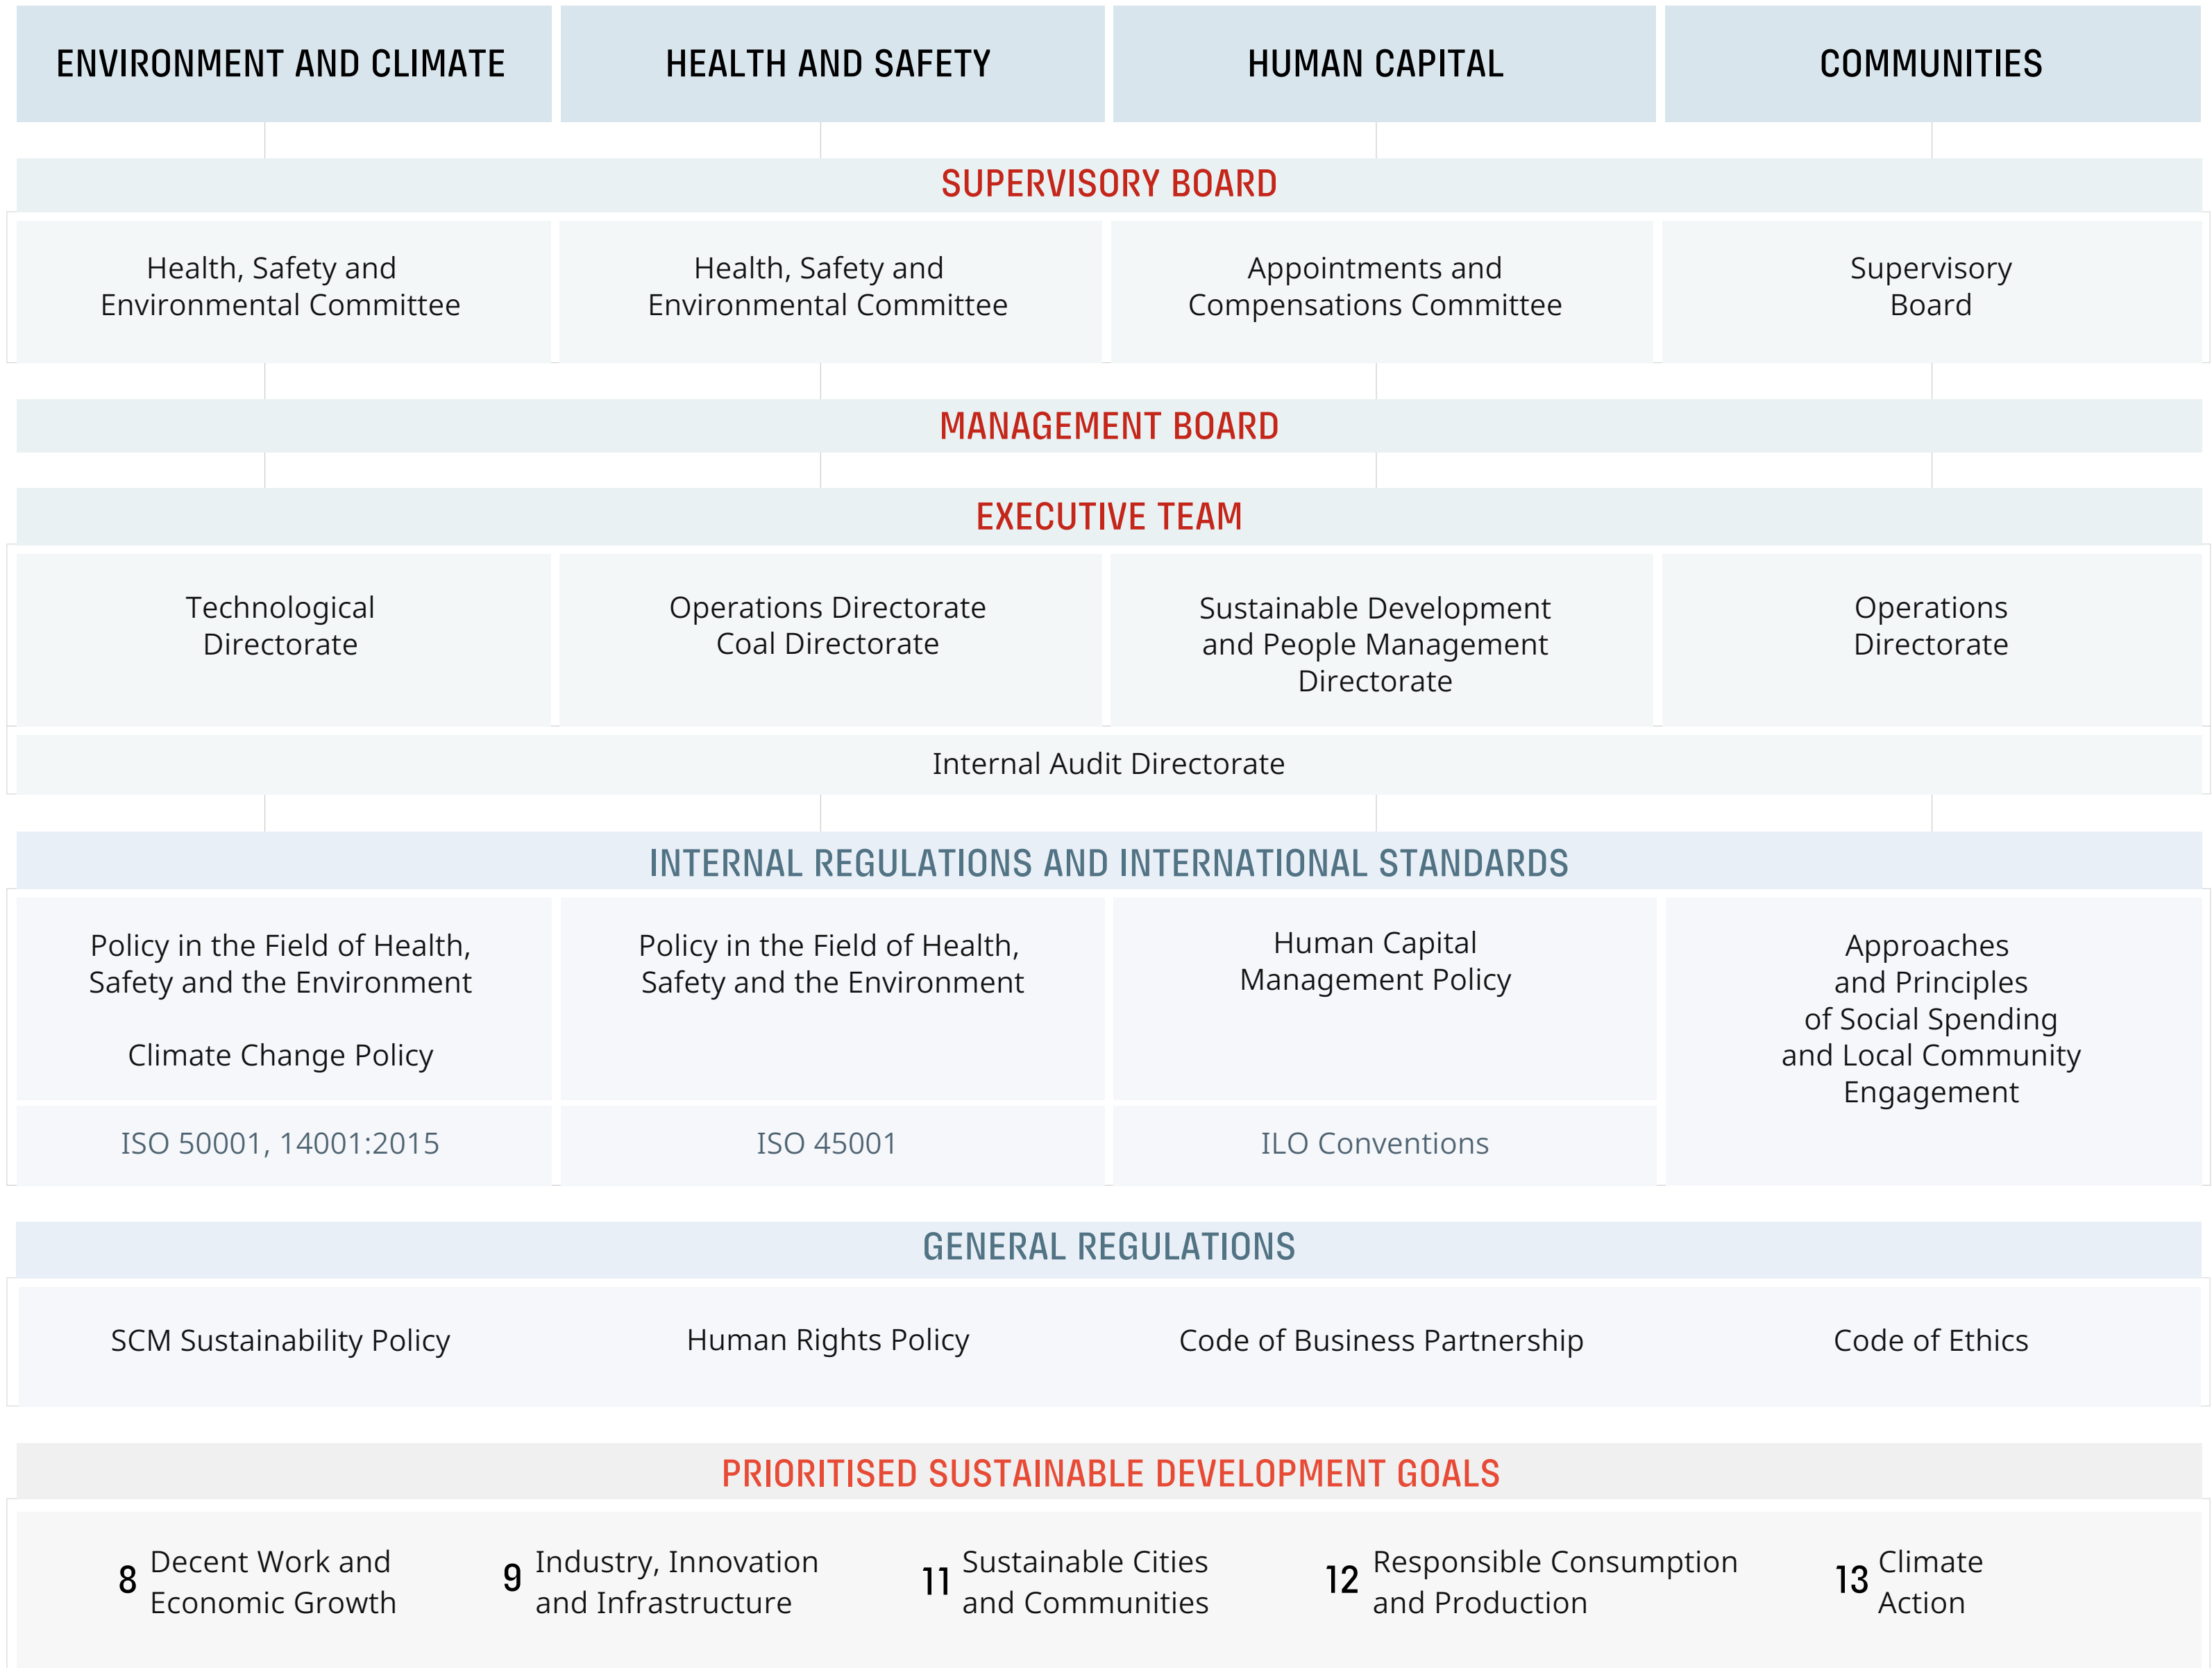 ENVIRONMENT AND CLIMATE
HEALTH AND SAFETY
HUMAN CAPITAL
COMMUNITIES
SUPERVISORY BOARD
Health, Safety and
Environmental Committee
Health, Safety and
Environmental Committee
Appointments and
Compensations Committee
Supervisory
Board
MANAGEMENT BOARD
EXECUTIVE TEAM
Technological
Directorate
Operations Directorate
Coal Directorate
Sustainable Development
and People Management
Directorate
Operations
Directorate
Internal Audit Directorate
INTERNAL REGULATIONS AND INTERNATIONAL STANDARDS
Policy in the Field of Health,
Safety and the Environment
Climate Change Policy
ISO 50001, 14001:2015
Policy in the Field of Health,
Safety and the Environment
ISO 45001
Human Capital
Management Policy
ILO Conventions
Approaches
and Principles
of Social Spending
and Local Community
Engagement
GENERAL REGULATIONS
SCM Sustainability Policy
Human Rights Policy
Code of Business Partnership
Code of Ethics
PRIORITISED SUSTAINABLE DEVELOPMENT GOALS
8
Decent Work and
Economic Growth
9
Industry, Innovation
and Infrastructure
11
Sustainable Cities
and Communities
12
Responsible Consumption
and Production
13
Climate
Action